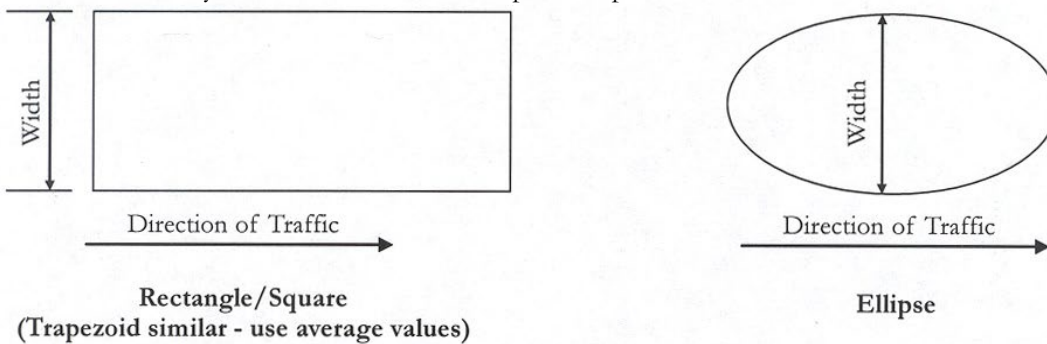 Width
Direction of Traffic
Rectangle/Square
(Trapezoid similar - use average values)
Width
Direction of Traffic
Ellipse